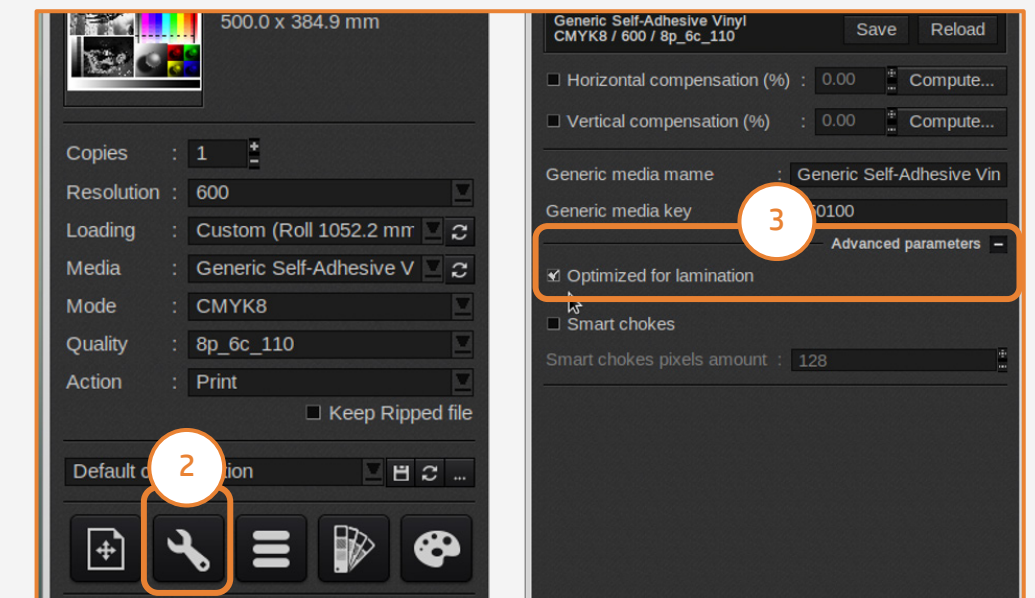 500.0 x 384.9 mm
Copies : 1
Resolution : 600
Loading : Custom (Roll 1052.2 mm
Media : Generic Self-Adhesive V
Mode : CMYK8
Quality : 8p_6c_110
Action : Print
Keep Ripped file
Default
2
Generic Self-Adhesive Vinyl
CMYK8 / 600 / 8p_6c_110
Save Reload
Horizontal compensation (%) : 0.00 Compute...
Vertical compensation (%) : 0.00 Compute...
Generic media mame : Generic Self-Adhesive Vin
Generic media key
3
Advanced parameters
Optimized for lamination
Smart chokes
Smart chokes pixels amount : 128